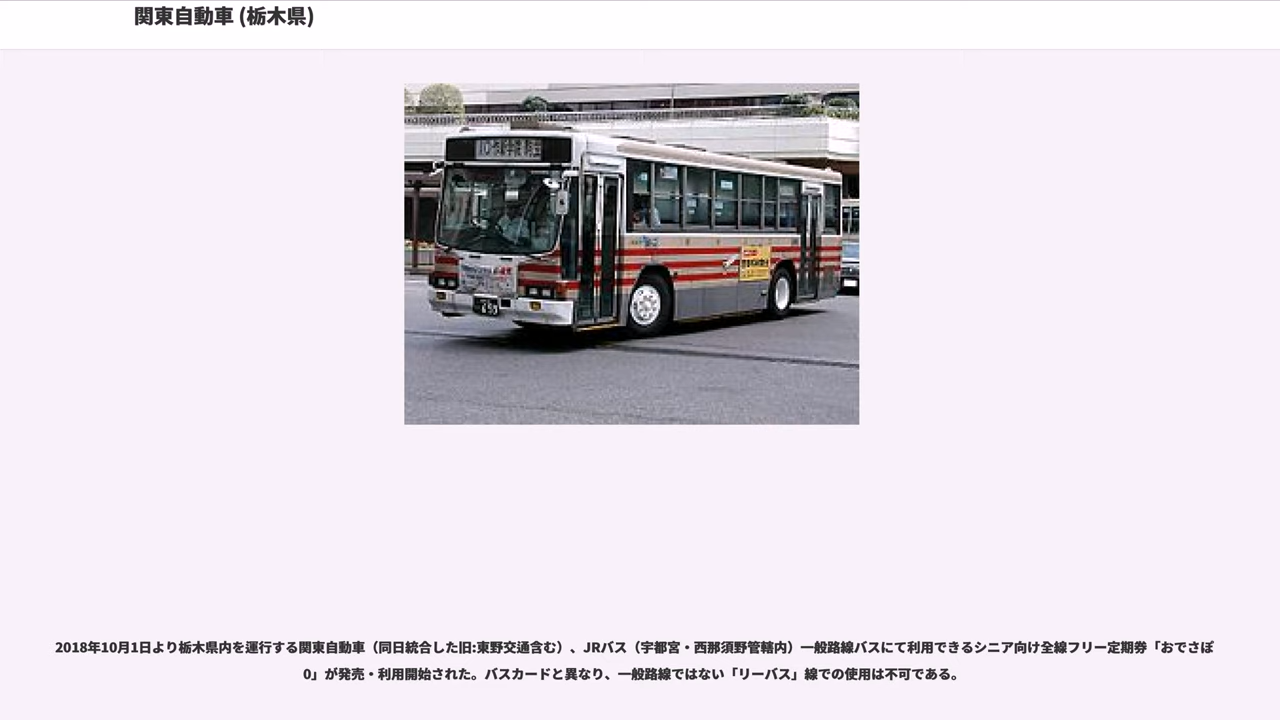 関東自動車 (栃木県)
2018年10月1日より栃木県内を運行する関東自動車（同日統合した旧:東野交通含む）、JRバス（宇都宮・西那須野管轄内）一般路線バスにて利用できるシニア向け全線フリー定期券「おでさぽ
0」が発売・利用開始された。バスカードと異なり、一般路線ではない「リーバス」線での使用は不可である。